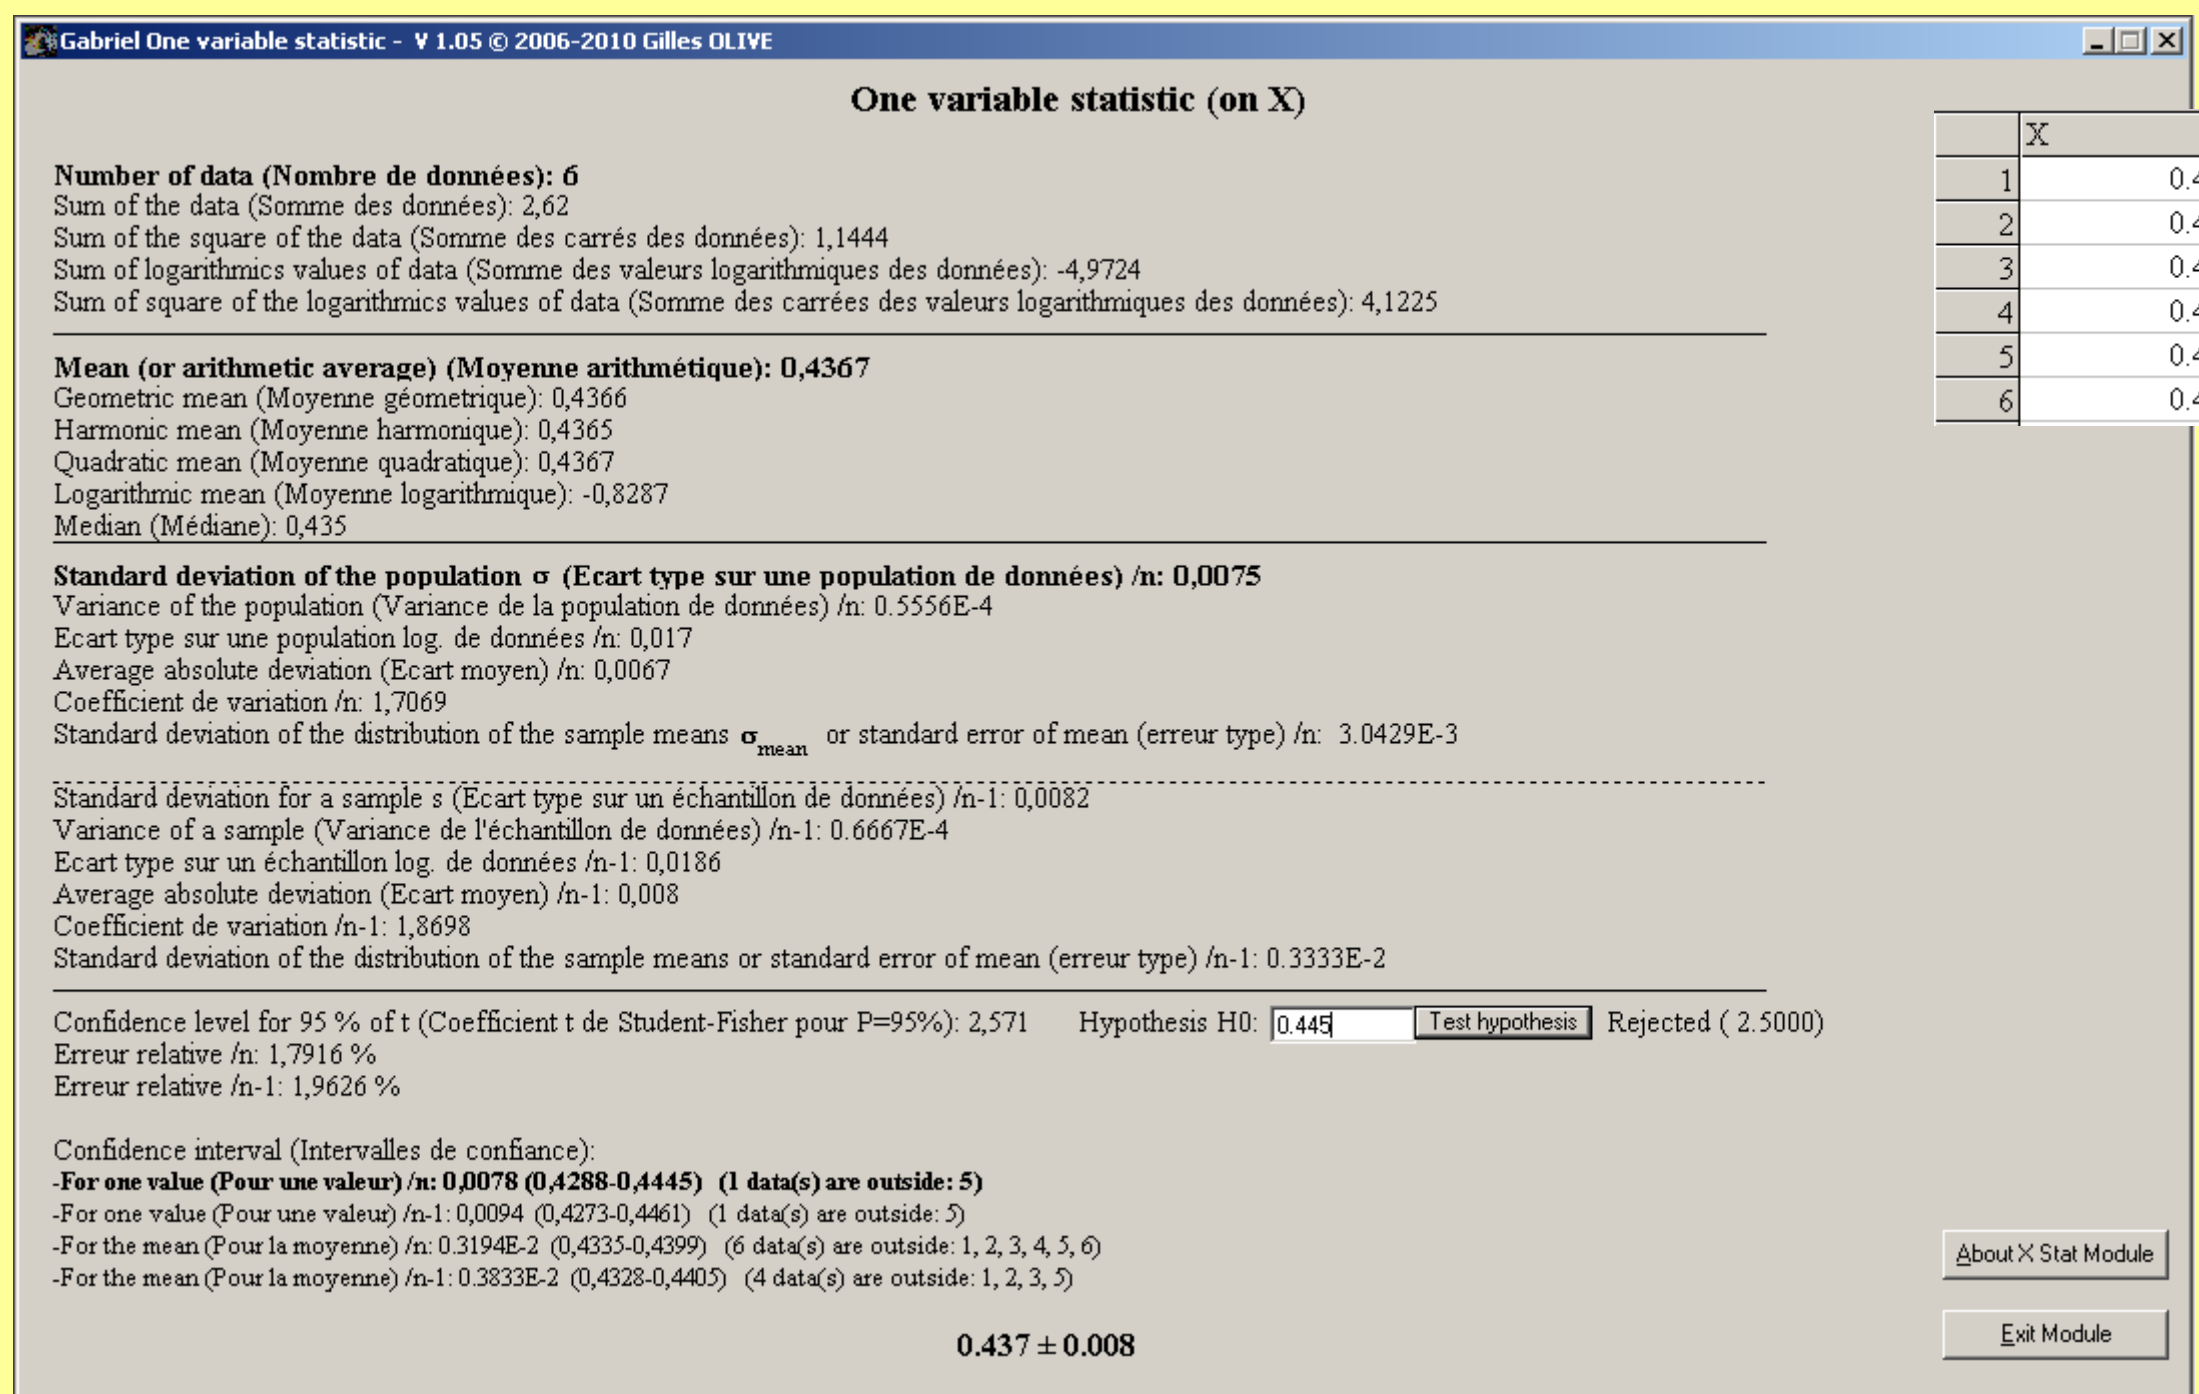 Gabriel One variable statistic - V 1.05 © 2006-2010 Gilles OLIVE
One variable statistic (on X)
X
1 0.4
2 0.4
3 0.4
4 0.4
5 0.4
6 0.4
Number of data (Nombre de données): 6
Sum of the data (Somme des données): 2,62
Sum of the square of the data (Somme des carrés des données): 1,1444
Sum of logarithmics values of data (Somme des valeurs logarithmiques des données): -4,9724
Sum of square of the logarithmics values of data (Somme des carrées des valeurs logarithmiques des données): 4,1225
Mean (or arithmetic average) (Moyenne arithmétique): 0,4367
Geometric mean (Moyenne géometrique): 0,4366
Harmonic mean (Moyenne harmonique): 0,4365
Quadratic mean (Moyenne quadratique): 0,4367
Logarithmic mean (Moyenne logarithmique): -0,8287
Median (Médiane): 0,435
Standard deviation of the population σ (Ecart type sur une population de données) /n: 0,0075
Variance of the population (Variance de la population de données) /n: 0.5556E-4
Ecart type sur une population log. de données /n: 0,017
Average absolute deviation (Ecart moyen) /n: 0,0067
Coefficient de variation /n: 1,7069
Standard deviation of the distribution of the sample means σmean or standard error of mean (erreur type) /n: 3.0429E-3
Standard deviation for a sample s (Ecart type sur un échantillon de données) /n-1: 0,0082
Variance of a sample (Variance de l'échantillon de données) /n-1: 0.6667E-4
Ecart type sur un échantillon log. de données /n-1: 0,0186
Average absolute deviation (Ecart moyen) /n-1: 0,008
Coefficient de variation /n-1: 1,8698
Standard deviation of the distribution of the sample means or standard error of mean (erreur type) /n-1: 0.3333E-2
Confidence level for 95 % of t (Coefficient t de Student-Fisher pour P=95%): 2,571 Hypothesis H0: 0.445 Test hypothesis Rejected ( 2.5000)
Erreur relative /n: 1,7916 %
Erreur relative /n-1: 1,9626 %
Confidence interval (Intervalles de confiance):
-For one value (Pour une valeur) /n: 0,0078 (0,4288-0,4445) (1 data(s) are outside: 5)
-For one value (Pour une valeur) /n-1: 0,0094 (0,4273-0,4461) (1 data(s) are outside: 5)
-For the mean (Pour la moyenne) /n: 0.3194E-2 (0,4335-0,4399) (6 data(s) are outside: 1, 2, 3, 4, 5, 6)
-For the mean (Pour la moyenne) /n-1: 0.3833E-2 (0,4328-0,4405) (4 data(s) are outside: 1, 2, 3, 5)
About X Stat Module
Exit Module
0.437 ± 0.008